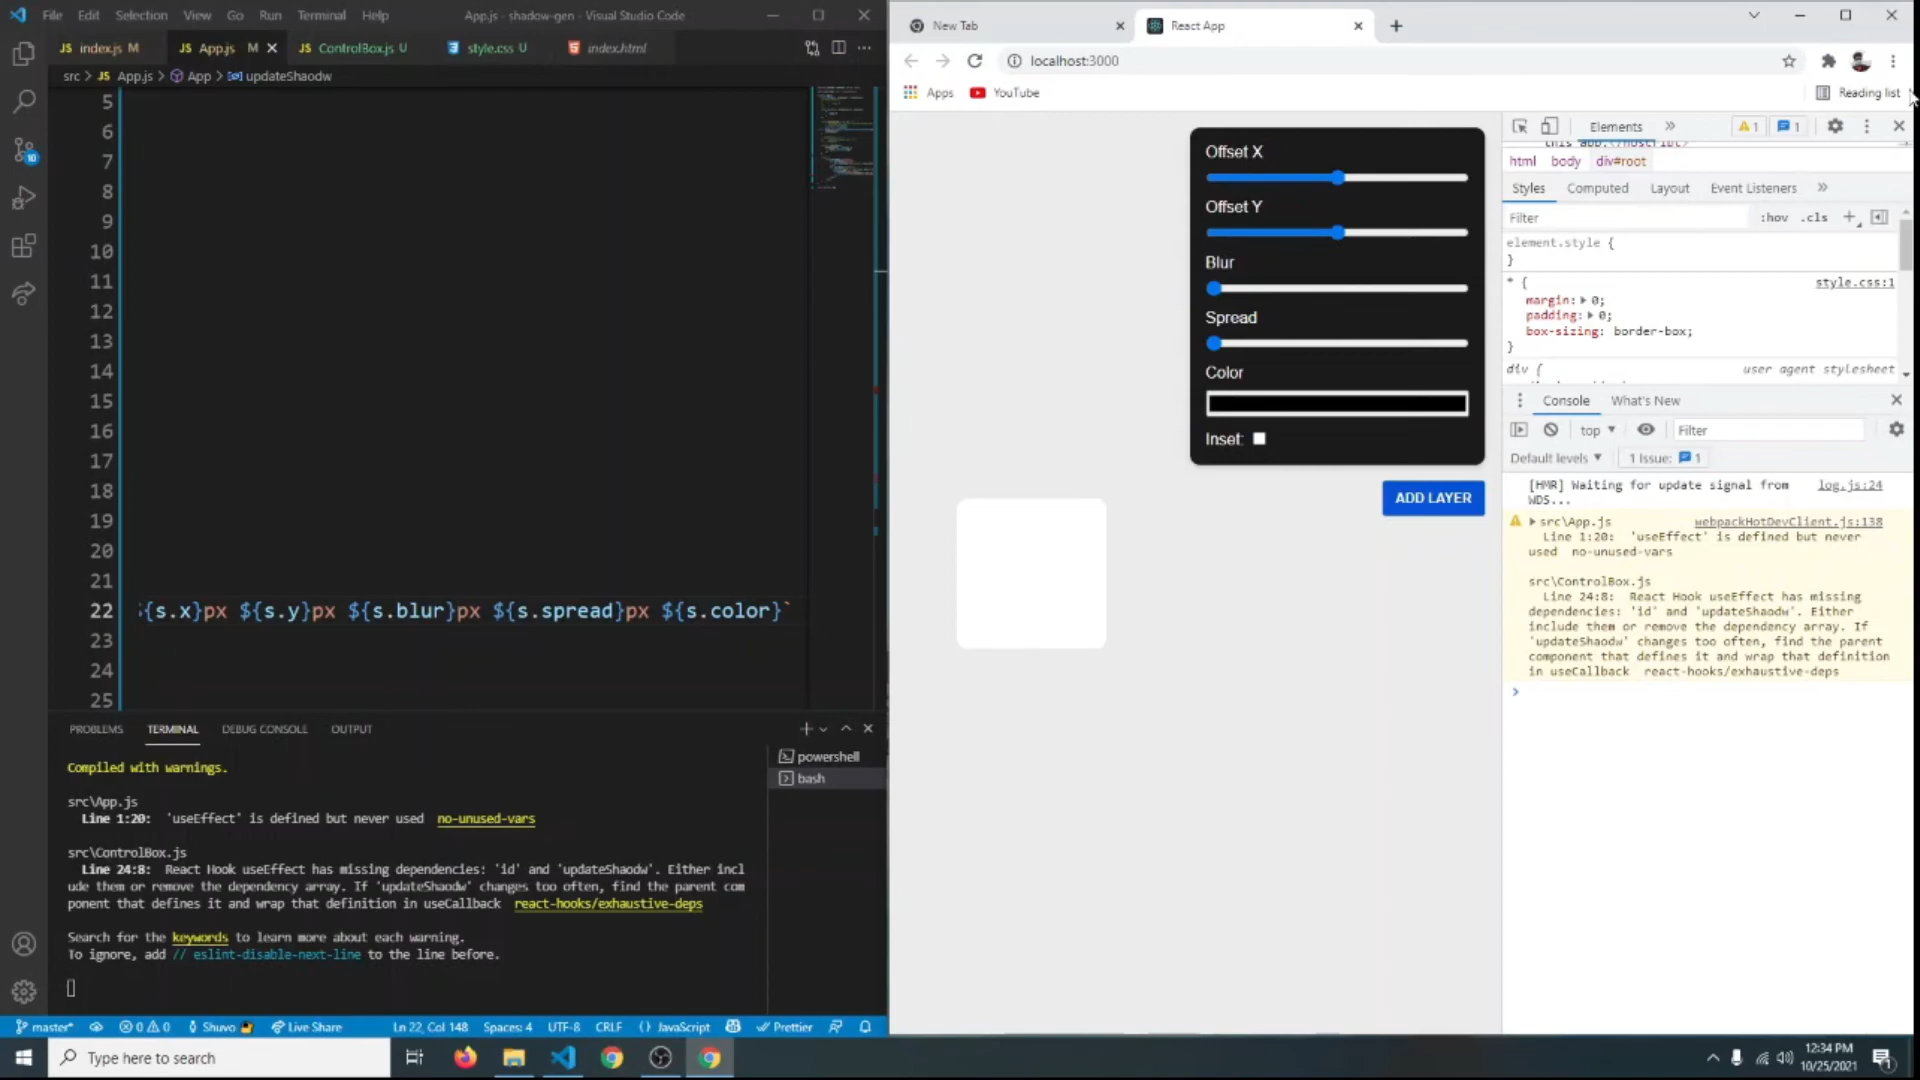 File Edit Selection View Go Run Terminal Help App.js - shadow-gen - Visual Studio Code
JS index.js M JS App.js M JS ControlBox.js U style.css U index.html
src > JS App.js > App > updateShaodw
5
6
7
8
9
10
11
12
13
14
15
16
17
18
19
20
21
22 ${s.x}px ${s.y}px ${s.blur}px ${s.spread}px ${s.color}`
23
24
25
PROBLEMS TERMINAL DEBUG CONSOLE OUTPUT
powershell
bash
Compiled with warnings.
src\App.js
Line 1:20: 'useEffect' is defined but never used no-unused-vars
src\ControlBox.js
Line 24:8: React Hook useEffect has missing dependencies: 'id' and 'updateShaodw'. Either incl
ude them or remove the dependency array. If 'updateShaodw' changes too often, find the parent com
ponent that defines it and wrap that definition in useCallback react-hooks/exhaustive-deps
Search for the keywords to learn more about each warning.
To ignore, add // eslint-disable-next-line to the line before.
master* 0 0 Shuvo Live Share Ln 22, Col 148 Spaces: 4 UTF-8 CRLF {} JavaScript Prettier
New Tab React App
localhost:3000
Apps YouTube Reading list
Offset X
Offset Y
Blur
Spread
Color
Inset:
ADD LAYER
Elements 1 1
this app.</noscript>
html body div#root
Styles Computed Layout Event Listeners
Filter :hov .cls
element.style {
}
* { style.css:1
margin: 0;
padding: 0;
box-sizing: border-box;
}
div { user agent stylesheet
Console What's New
top Filter
Default levels 1 Issue: 1
[HMR] Waiting for update signal from log.js:24
WDS...
src\App.js webpackHotDevClient.js:138
Line 1:20: 'useEffect' is defined but never
used no-unused-vars
src\ControlBox.js
Line 24:8: React Hook useEffect has missing
dependencies: 'id' and 'updateShaodw'. Either
include them or remove the dependency array. If
'updateShaodw' changes too often, find the parent
component that defines it and wrap that definition
in useCallback react-hooks/exhaustive-deps
Type here to search
12:34 PM
10/25/2021